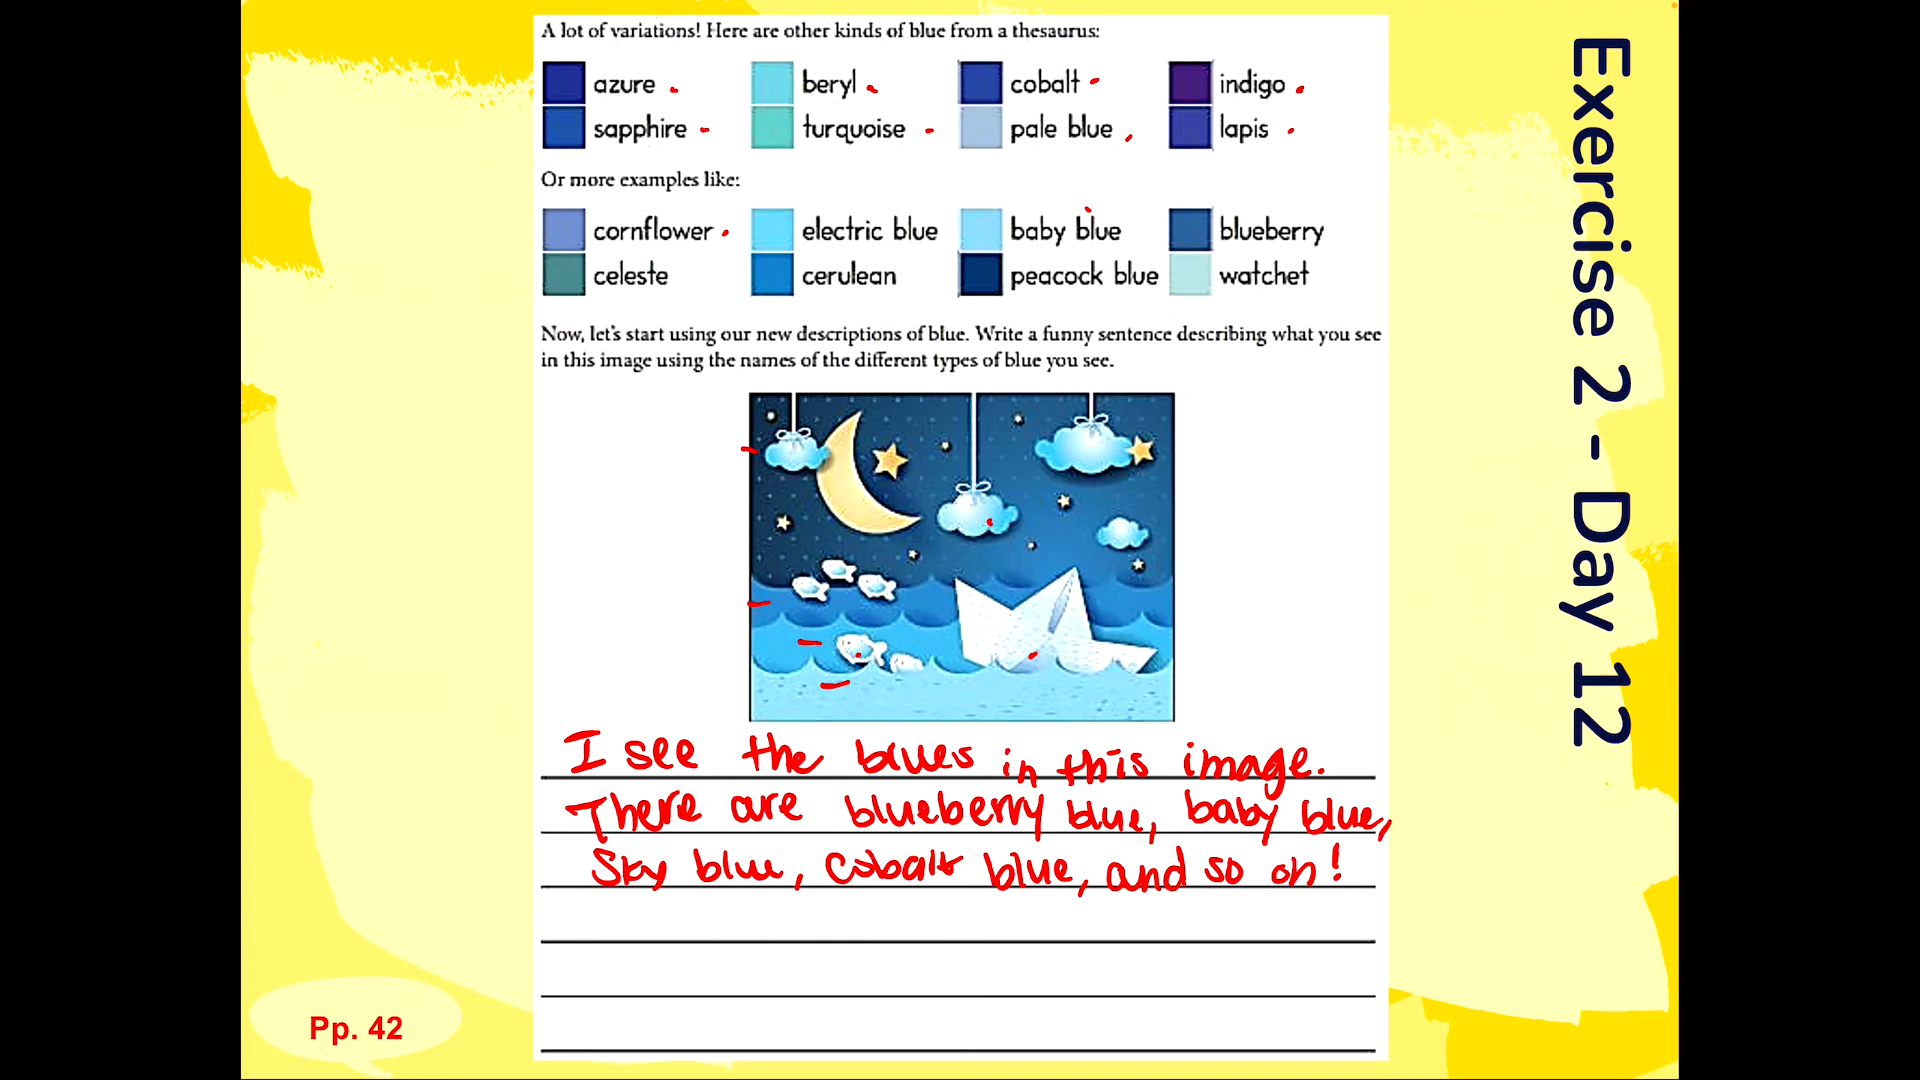 A lot of variations! Here are other kinds of blue from a thesaurus:
azure beryl cobalt indigo
sapphire turquoise pale blue lapis
Or more examples like:
cornflower electric blue baby blue blueberry
celeste cerulean peacock blue watchet
Now, let's start using our new descriptions of blue. Write a funny sentence describing what you see
in this image using the names of the different types of blue you see.
I see the blues in this image.
There are blueberry blue, baby blue,
Sky blue, Cobalt blue, and so on!
Exercise 2 - Day 12
Pp. 42